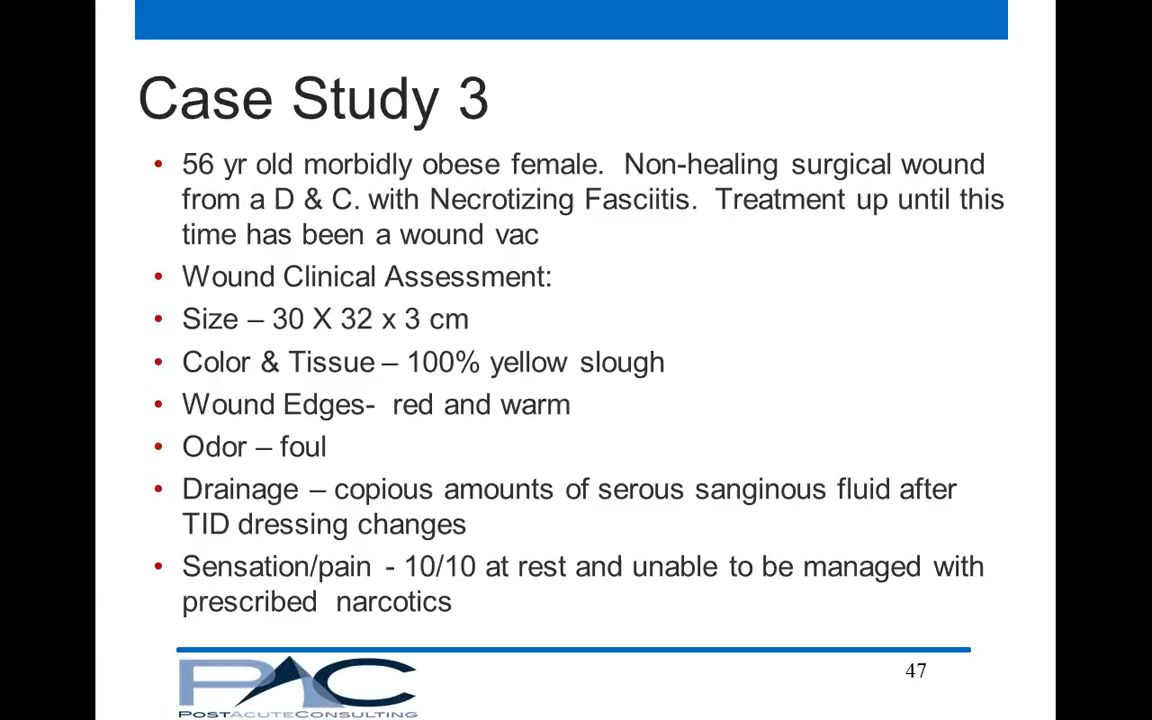 Case Study 3
• 56 yr old morbidly obese female. Non-healing surgical wound
from a D & C. with Necrotizing Fasciitis. Treatment up until this
time has been a wound vac
• Wound Clinical Assessment:
• Size – 30 X 32 x 3 cm
• Color & Tissue – 100% yellow slough
• Wound Edges- red and warm
• Odor – foul
• Drainage – copious amounts of serous sanginous fluid after
TID dressing changes
• Sensation/pain - 10/10 at rest and unable to be managed with
prescribed narcotics
PAC
POSTACUTECONSULTING
47